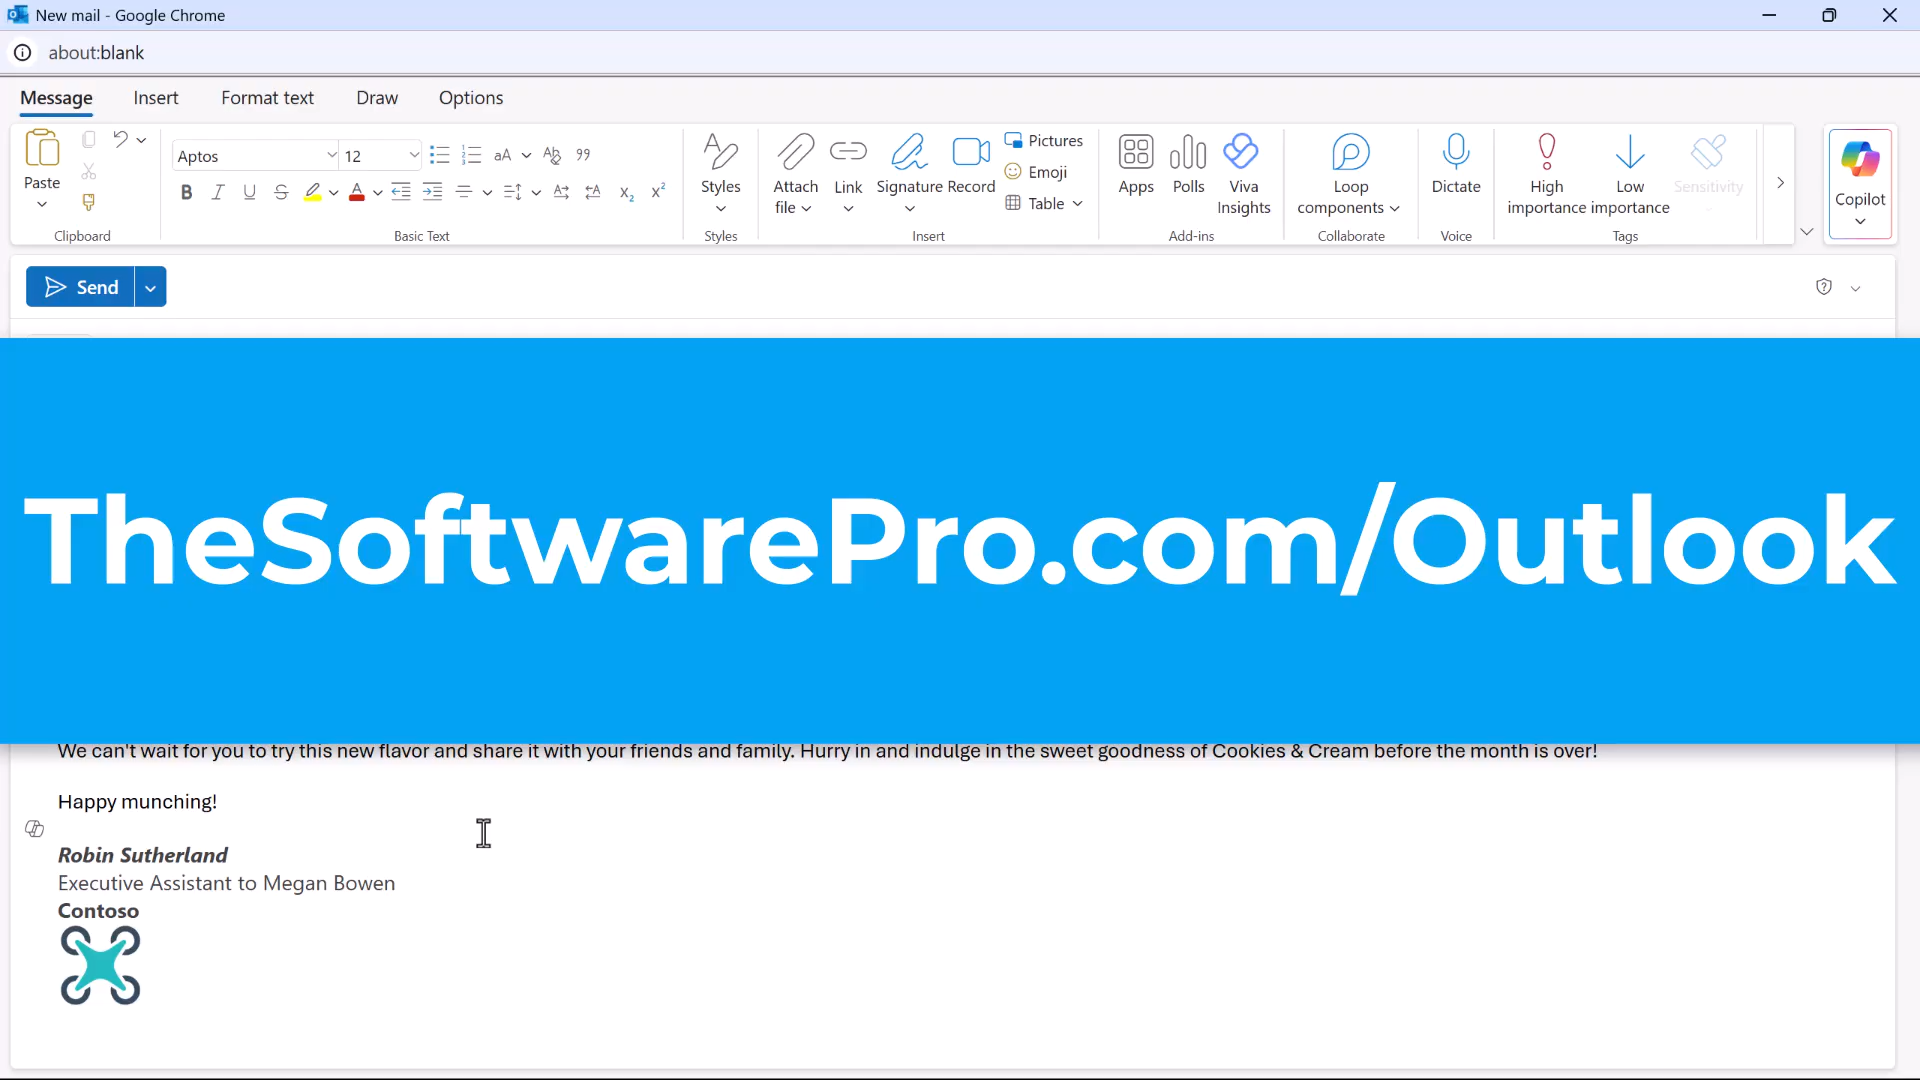 New mail - Google Chrome
about:blank
Message Insert Format text Draw Options
Paste
Clipboard
Aptos 12
Basic Text
Styles
Styles
Attach file
Link
Signature
Record
Pictures
Emoji
Table
Insert
Apps
Polls
Viva Insights
Add-ins
Loop components
Collaborate
Dictate
Voice
High importance
Low importance
Sensitivity
Tags
Copilot
Send
TheSoftwarePro.com/Outlook
We can't wait for you to try this new flavor and share it with your friends and family. Hurry in and indulge in the sweet goodness of Cookies & Cream before the month is over!
Happy munching!
Robin Sutherland
Executive Assistant to Megan Bowen
Contoso